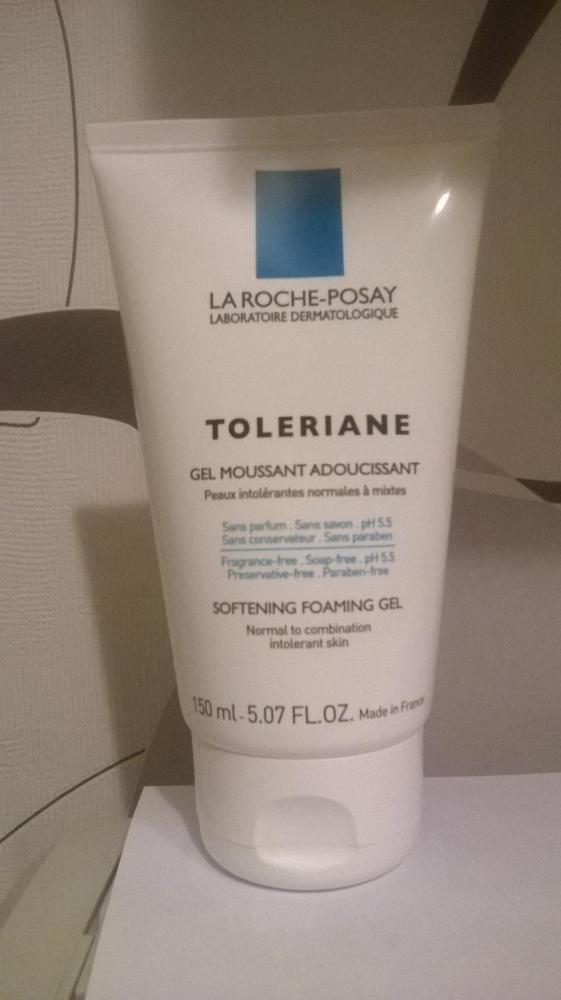 LA ROCHE-POSAY
LABORATOIRE DERMATOLOGIQUE
TOLERIANE
GEL MOUSSANT ADOUCISSANT
Peaux intolérantes normales à mixtes
Sans parfum . Sans savon . pH 5.5
Sans conservateur . Sans paraben
Fragrance-free . Soap-free . pH 5.5
Preservative-free . Paraben-free
SOFTENING FOAMING GEL
Normal to combination
intolerant skin
150 ml - 5.07 FL.OZ. Made in France